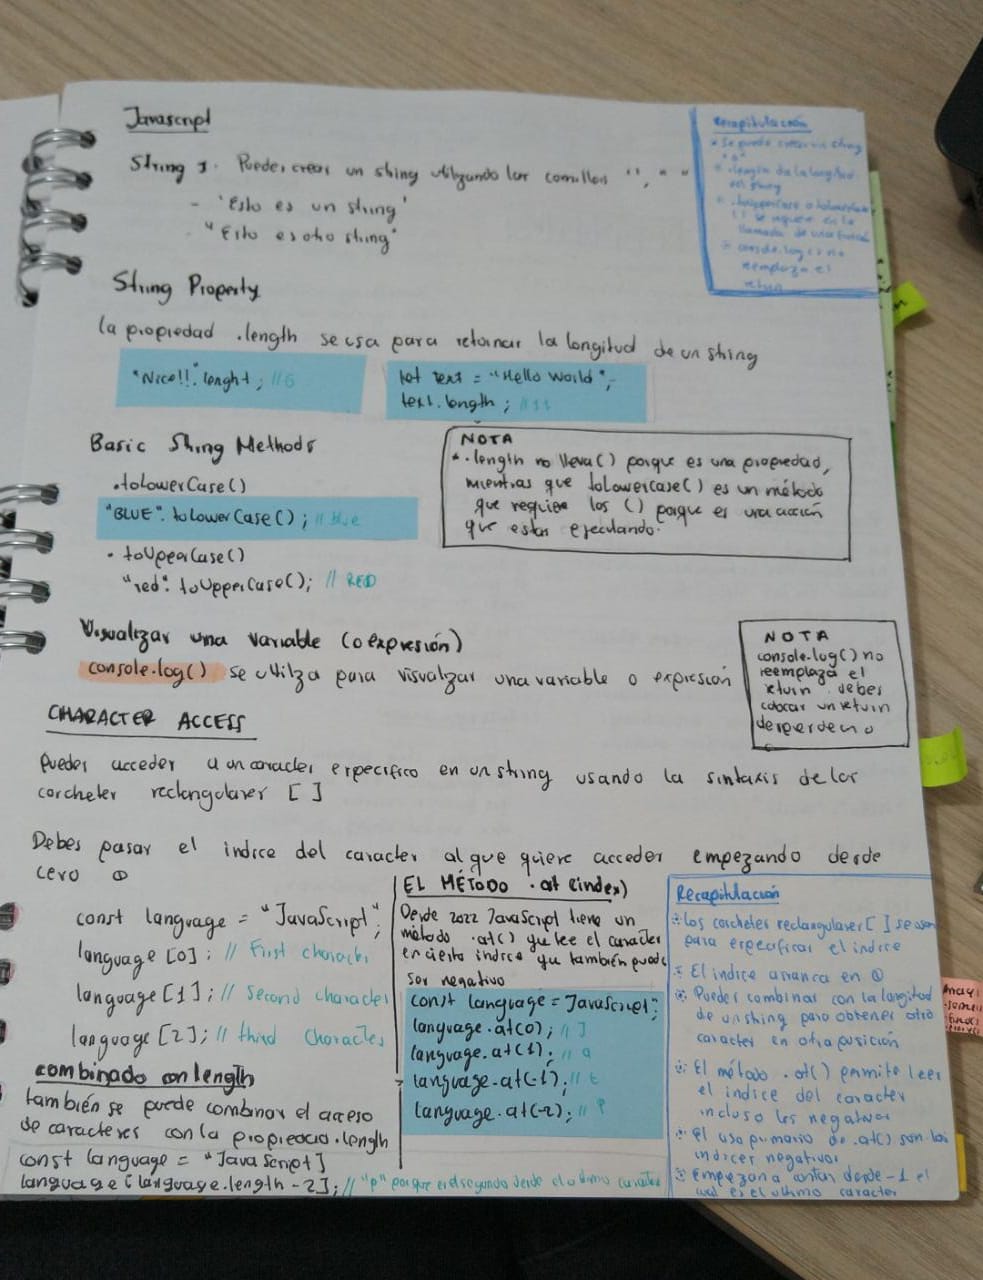 Javascript
String 1. Puedes crear un string utilizando las comillas '', " "
- 'Esto es un string'
- "Esto es otro string"
recapitulación
* Se puede crear un string
" o "
* .length da la longitud
del string
* .toUpperCase o toLowerCase
() se requier en la
llamada de una función
* console.log() no
reemplaza el
return
String Property
La propiedad .length se usa para retornar la longitud de un string
"Nice!!".lenght; // 6
let text = "Hello World";
text.length; // 11
Basic String Methods
.toLowerCase()
"BLUE".toLowerCase(); // blue
• toUpperCase()
"red".toUpperCase(); // RED
NOTA
* .length no lleva () porque es una propiedad,
mientras que toLowercase() es un método
que requiere los () porque es una acción
que estas ejecutando.
Visualizar una variable (o expresión)
console.log() se utiliza para visualizar una variable o expresión
NOTA
console.log() no
reemplaza el
return debes
colocar un return
CHARACTER ACCESS
Puedes acceder a un caracter especifico en un string usando la sintaxis de los
corchetes rectangulares [ ]
Debes pasar el indice del caracter al que quiere acceder empezando desde
cero 0
const language = "JavaScript";
language [0]; // First character
language [1]; // second character
language [2]; // third character
combinado con length
también se puede combinar el acceso
de caracteres con la propiedad .length
const language = "JavaScript]
language [language.length - 2]; // "p" porque es el segundo desde el ultimo caracter
EL MÉTODO .at (index)
Desde 2022 JavaScript tiene un
método .at() que lee el caracter
en cierto indice que también puede
ser negativo
const language = JavaScript";
language.at(0); // J
language.at(1); // a
language.at(-1); // t
language.at(-2); // P
Recapitulación
* Los corchetes rectangulares [ ] se usan
para especificar el indice
* El indice arranca en 0
* Puedes combinar con la longitud
de un string para obtener otro
caracter en otra posición
* El método .at() permite leer
el indice del caracter
incluso los negativos
* el uso primario de .at() son los
indices negativos
* empezona contar desde -1 el
cual es el ultimo caracter